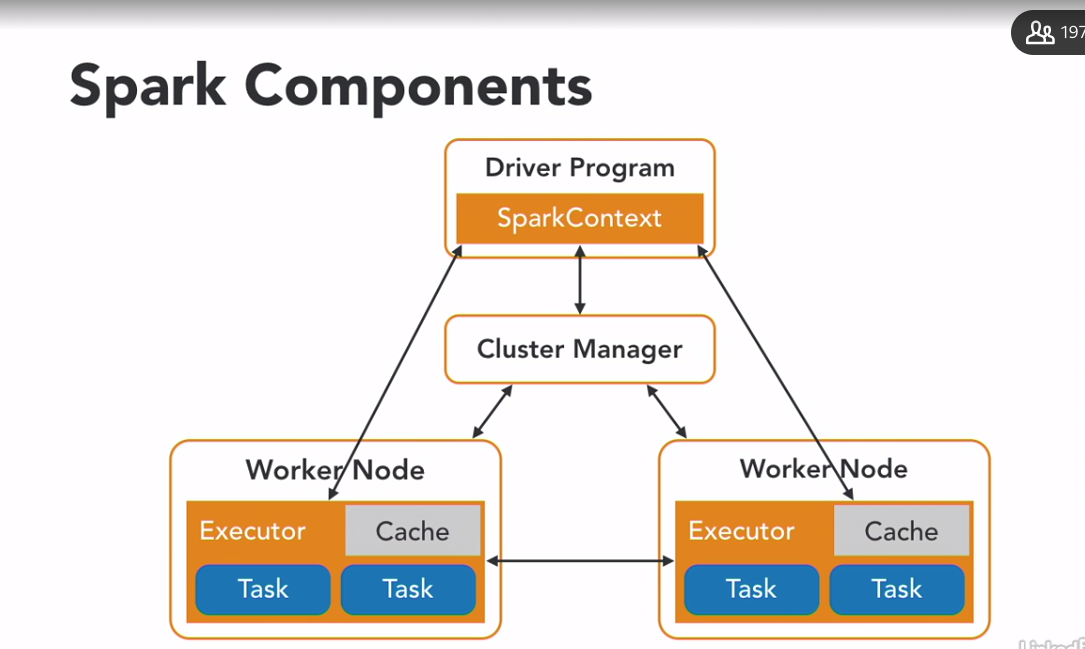 197
Spark Components
Driver Program
SparkContext
Cluster Manager
Worker Node
Executor
Cache
Task
Task
Worker Node
Executor
Cache
Task
Task